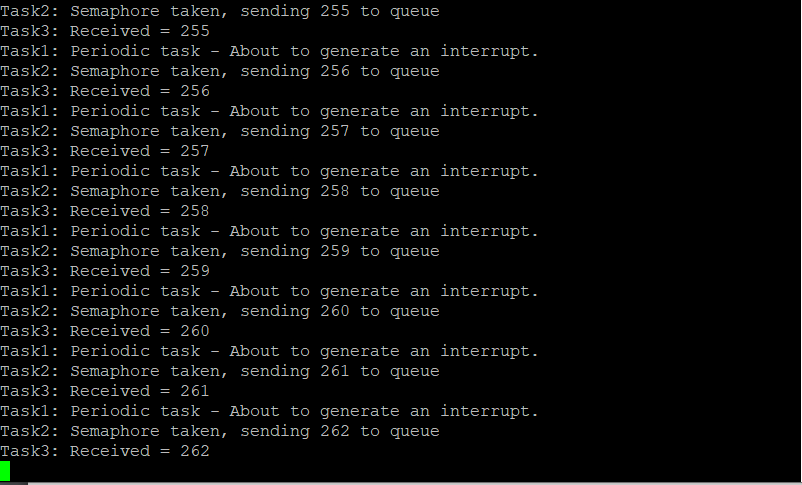 Task2: Semaphore taken, sending 255 to queue
Task3: Received = 255
Task1: Periodic task - About to generate an interrupt.
Task2: Semaphore taken, sending 256 to queue
Task3: Received = 256
Task1: Periodic task - About to generate an interrupt.
Task2: Semaphore taken, sending 257 to queue
Task3: Received = 257
Task1: Periodic task - About to generate an interrupt.
Task2: Semaphore taken, sending 258 to queue
Task3: Received = 258
Task1: Periodic task - About to generate an interrupt.
Task2: Semaphore taken, sending 259 to queue
Task3: Received = 259
Task1: Periodic task - About to generate an interrupt.
Task2: Semaphore taken, sending 260 to queue
Task3: Received = 260
Task1: Periodic task - About to generate an interrupt.
Task2: Semaphore taken, sending 261 to queue
Task3: Received = 261
Task1: Periodic task - About to generate an interrupt.
Task2: Semaphore taken, sending 262 to queue
Task3: Received = 262